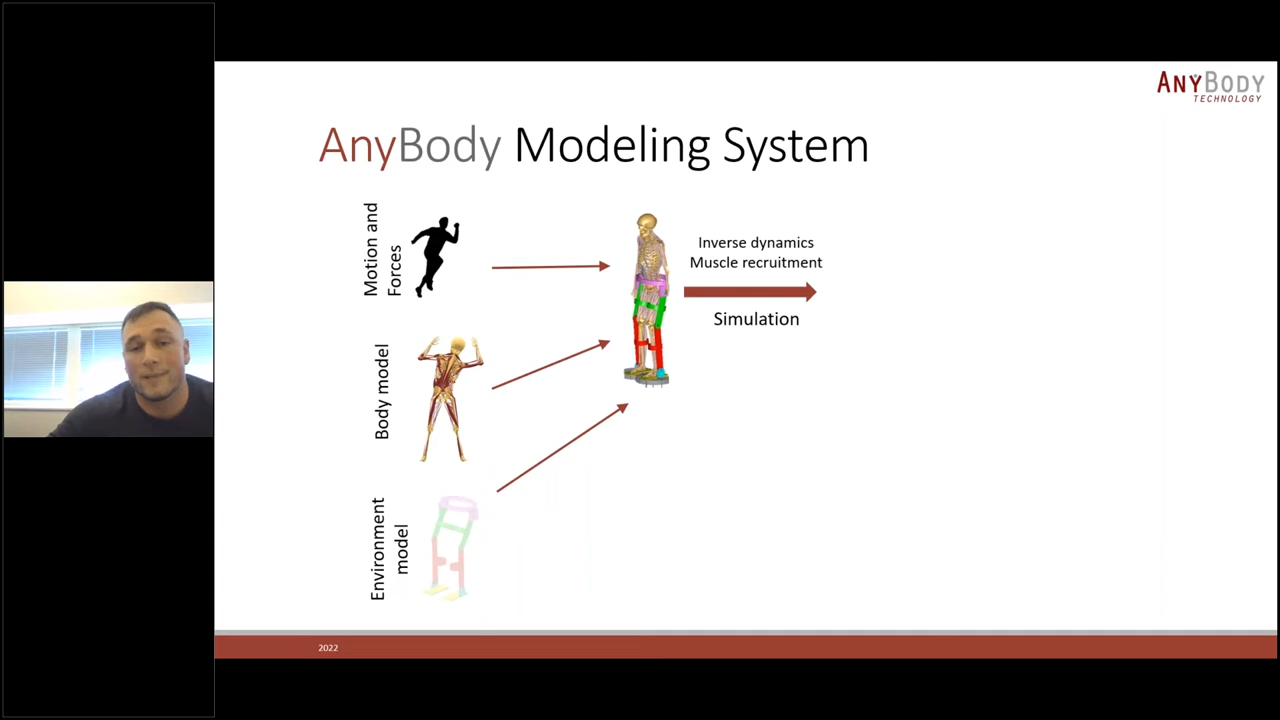 ANYBODY
TECHNOLOGY
AnyBody Modeling System
Motion and
Forces
Inverse dynamics
Muscle recruitment
Simulation
Body model
Environment
model
2022